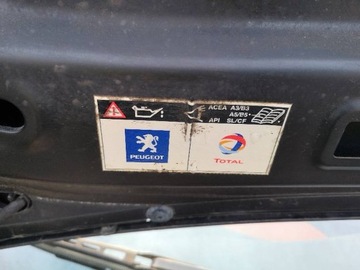 ACEA A3/B3
A5/B5
API SL/CF
PEUGEOT
TOTAL